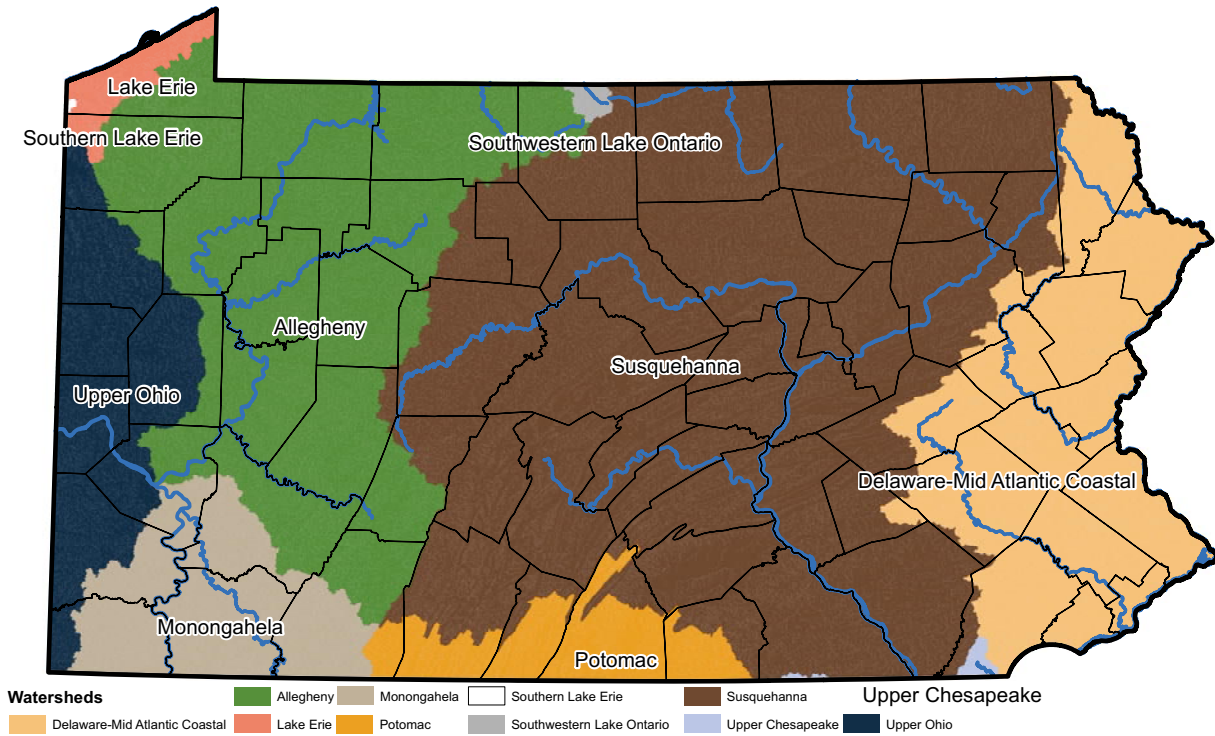 Lake Erie
Southern Lake Erie
Southwestern Lake Ontario
Allegheny
Susquehanna
Upper Ohio
Delaware-Mid Atlantic Coastal
Monongahela
Potomac
Upper Chesapeake
Watersheds
Allegheny
Monongahela
Southern Lake Erie
Susquehanna
Delaware-Mid Atlantic Coastal
Lake Erie
Potomac
Southwestern Lake Ontario
Upper Chesapeake
Upper Ohio